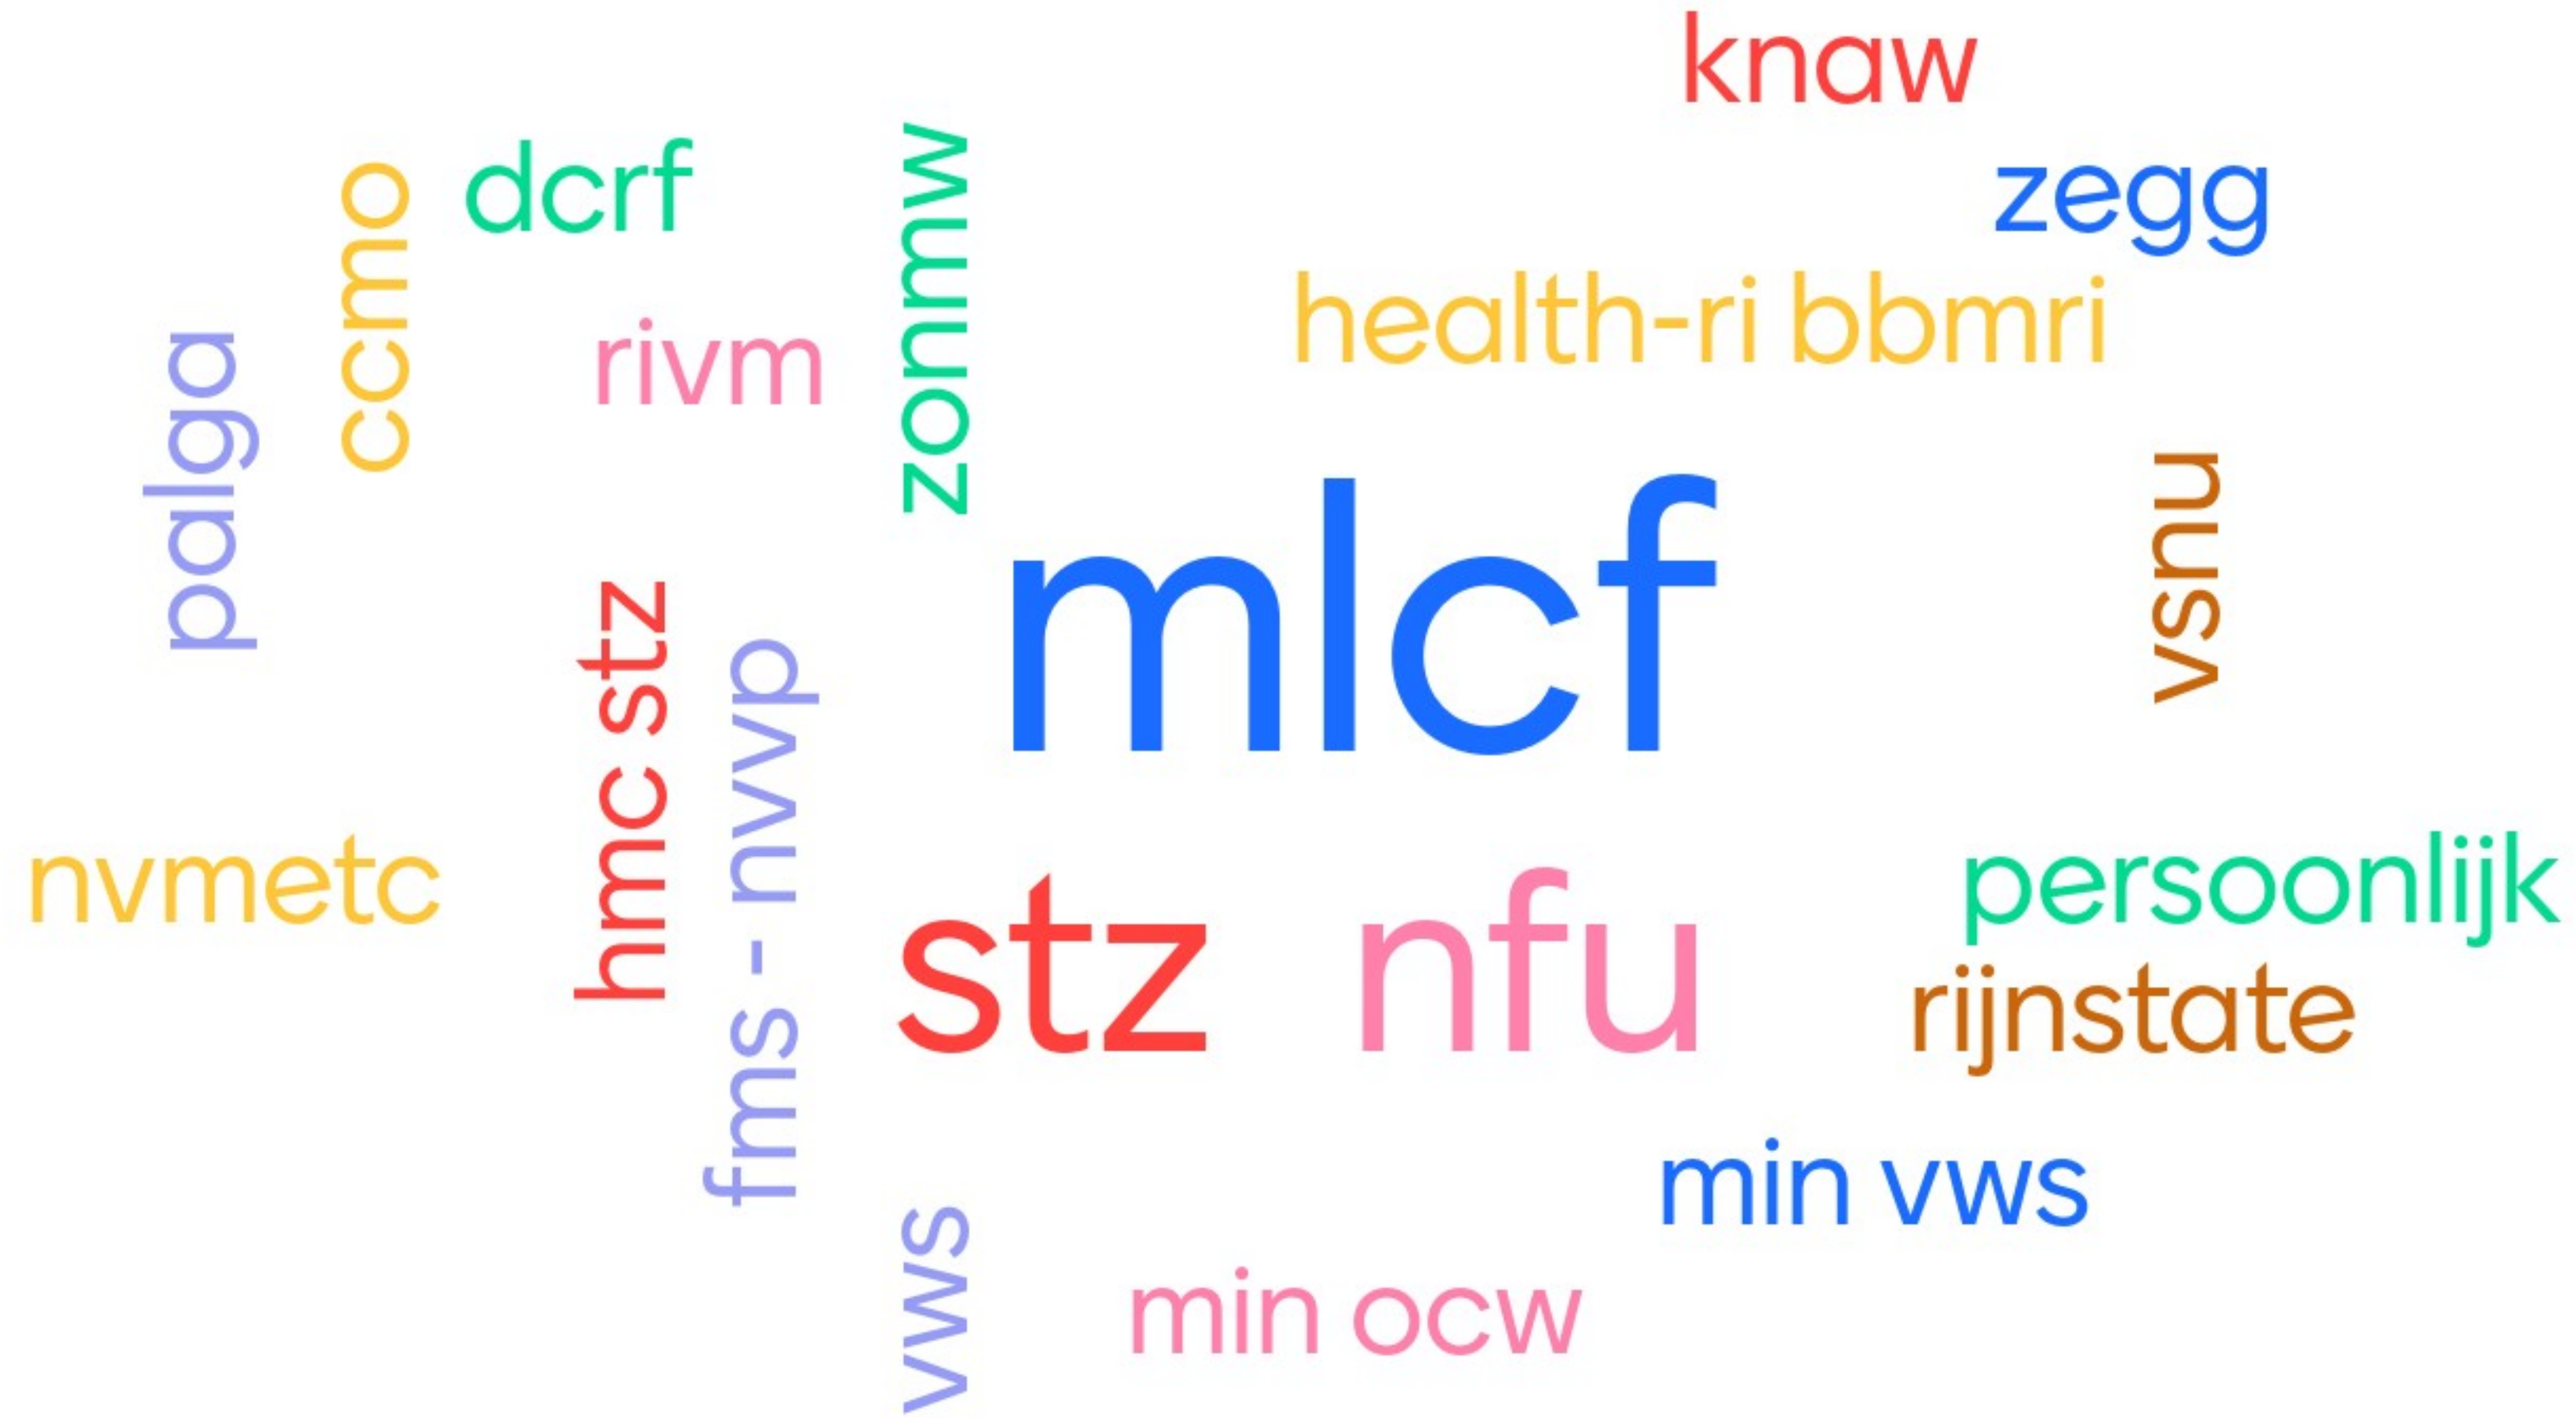 knaw
dcrf
ccmo
zonmw
zegg
health-ri bbmri
rivm
palga
vsnu
mlcf
hmc stz
fms - nvvp
nvmetc
persoonlijk
stz
nfu
rijnstate
min vws
vws
min ocw